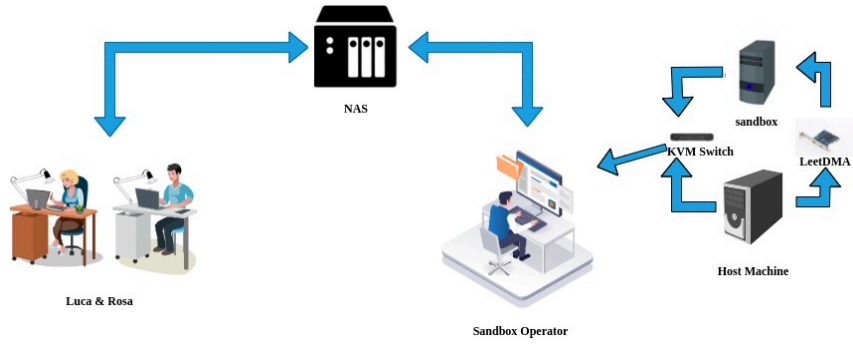 NAS
sandbox
KVM Switch
LeetDMA
Host Machine
Luca & Rosa
Sandbox Operator